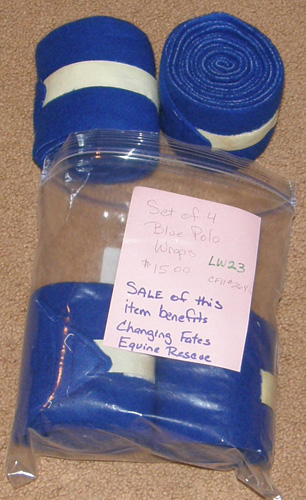 Set of 4
Blue Polo
Wraps
$15.00
LW23
SALE of this
item benefits
Changing Fates
Equine Rescue